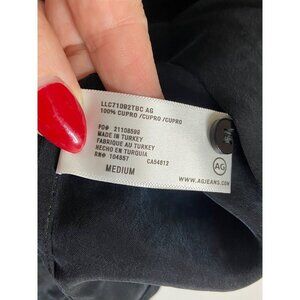 LLC71092TBC AG
100% CUPRO /CUPRO /CUPRO
PO# 21108599
MADE IN TURKEY
FABRIQUE AU TURKEY
HECHO EN TURQUIA
RN# 104857 CA54812
MEDIUM
AG
WWW.AGJEANS.COM